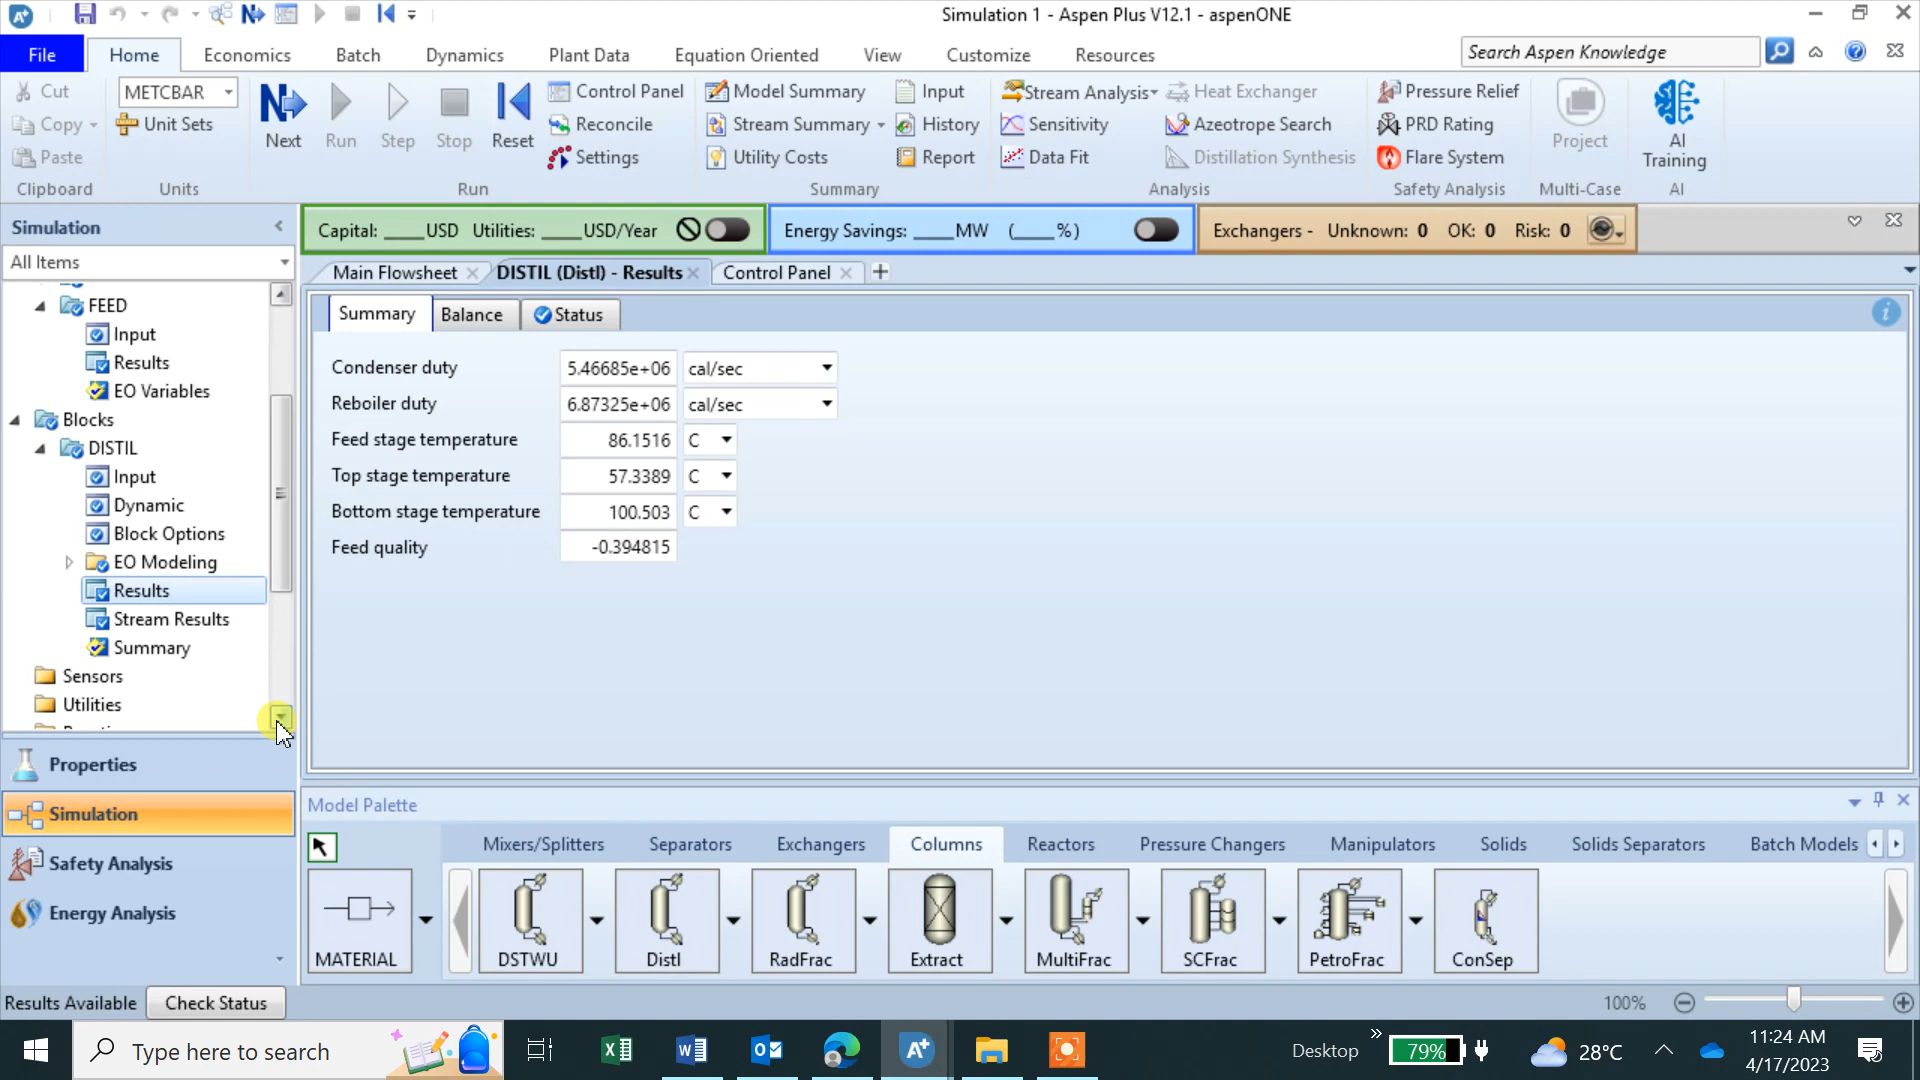 Simulation 1 - Aspen Plus V12.1 - aspenONE
File Home Economics Batch Dynamics Plant Data Equation Oriented View Customize Resources Search Aspen Knowledge
Cut METCBAR Control Panel Model Summary Input Stream Analysis Heat Exchanger Pressure Relief
Copy Unit Sets Reconcile Stream Summary History Sensitivity Azeotrope Search PRD Rating
Next Run Step Stop Reset Project AI Training
Paste Settings Utility Costs Report Data Fit Distillation Synthesis Flare System
Clipboard Units Run Summary Analysis Safety Analysis Multi-Case AI
Simulation Capital: ____USD Utilities: ____USD/Year Energy Savings: ____MW (____%) Exchangers - Unknown: 0 OK: 0 Risk: 0
All Items Main Flowsheet DISTIL (Distl) - Results Control Panel
FEED
Input
Results
EO Variables
Blocks
DISTIL
Input
Dynamic
Block Options
EO Modeling
Results
Stream Results
Summary
Sensors
Utilities
Summary Balance Status
Condenser duty 5.46685e+06 cal/sec
Reboiler duty 6.87325e+06 cal/sec
Feed stage temperature 86.1516 C
Top stage temperature 57.3389 C
Bottom stage temperature 100.503 C
Feed quality -0.394815
Properties
Simulation
Safety Analysis
Energy Analysis
Model Palette
Mixers/Splitters Separators Exchangers Columns Reactors Pressure Changers Manipulators Solids Solids Separators Batch Models
MATERIAL DSTWU Distl RadFrac Extract MultiFrac SCFrac PetroFrac ConSep
Results Available Check Status 100%
Type here to search Desktop 79% 28°C 11:24 AM
4/17/2023